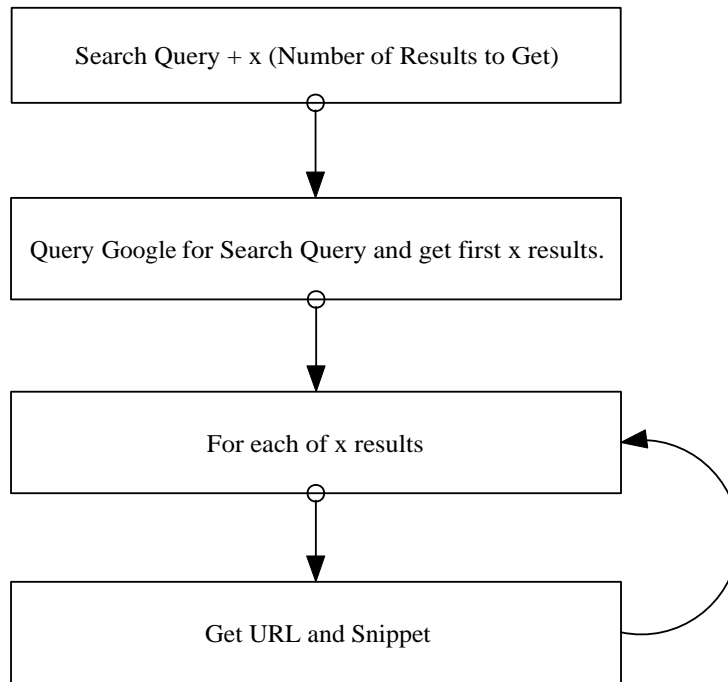 Search Query + x (Number of Results to Get)
Query Google for Search Query and get first x results.
For each of x results
Get URL and Snippet